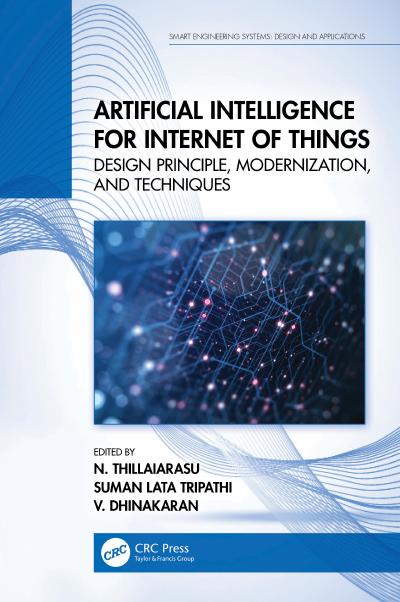 SMART ENGINEERING SYSTEMS: DESIGN AND APPLICATIONS
ARTIFICIAL INTELLIGENCE
FOR INTERNET OF THINGS
DESIGN PRINCIPLE, MODERNIZATION,
AND TECHNIQUES
EDITED BY
N. THILLAIARASU
SUMAN LATA TRIPATHI
V. DHINAKARAN
CRC
CRC Press
Taylor & Francis Group